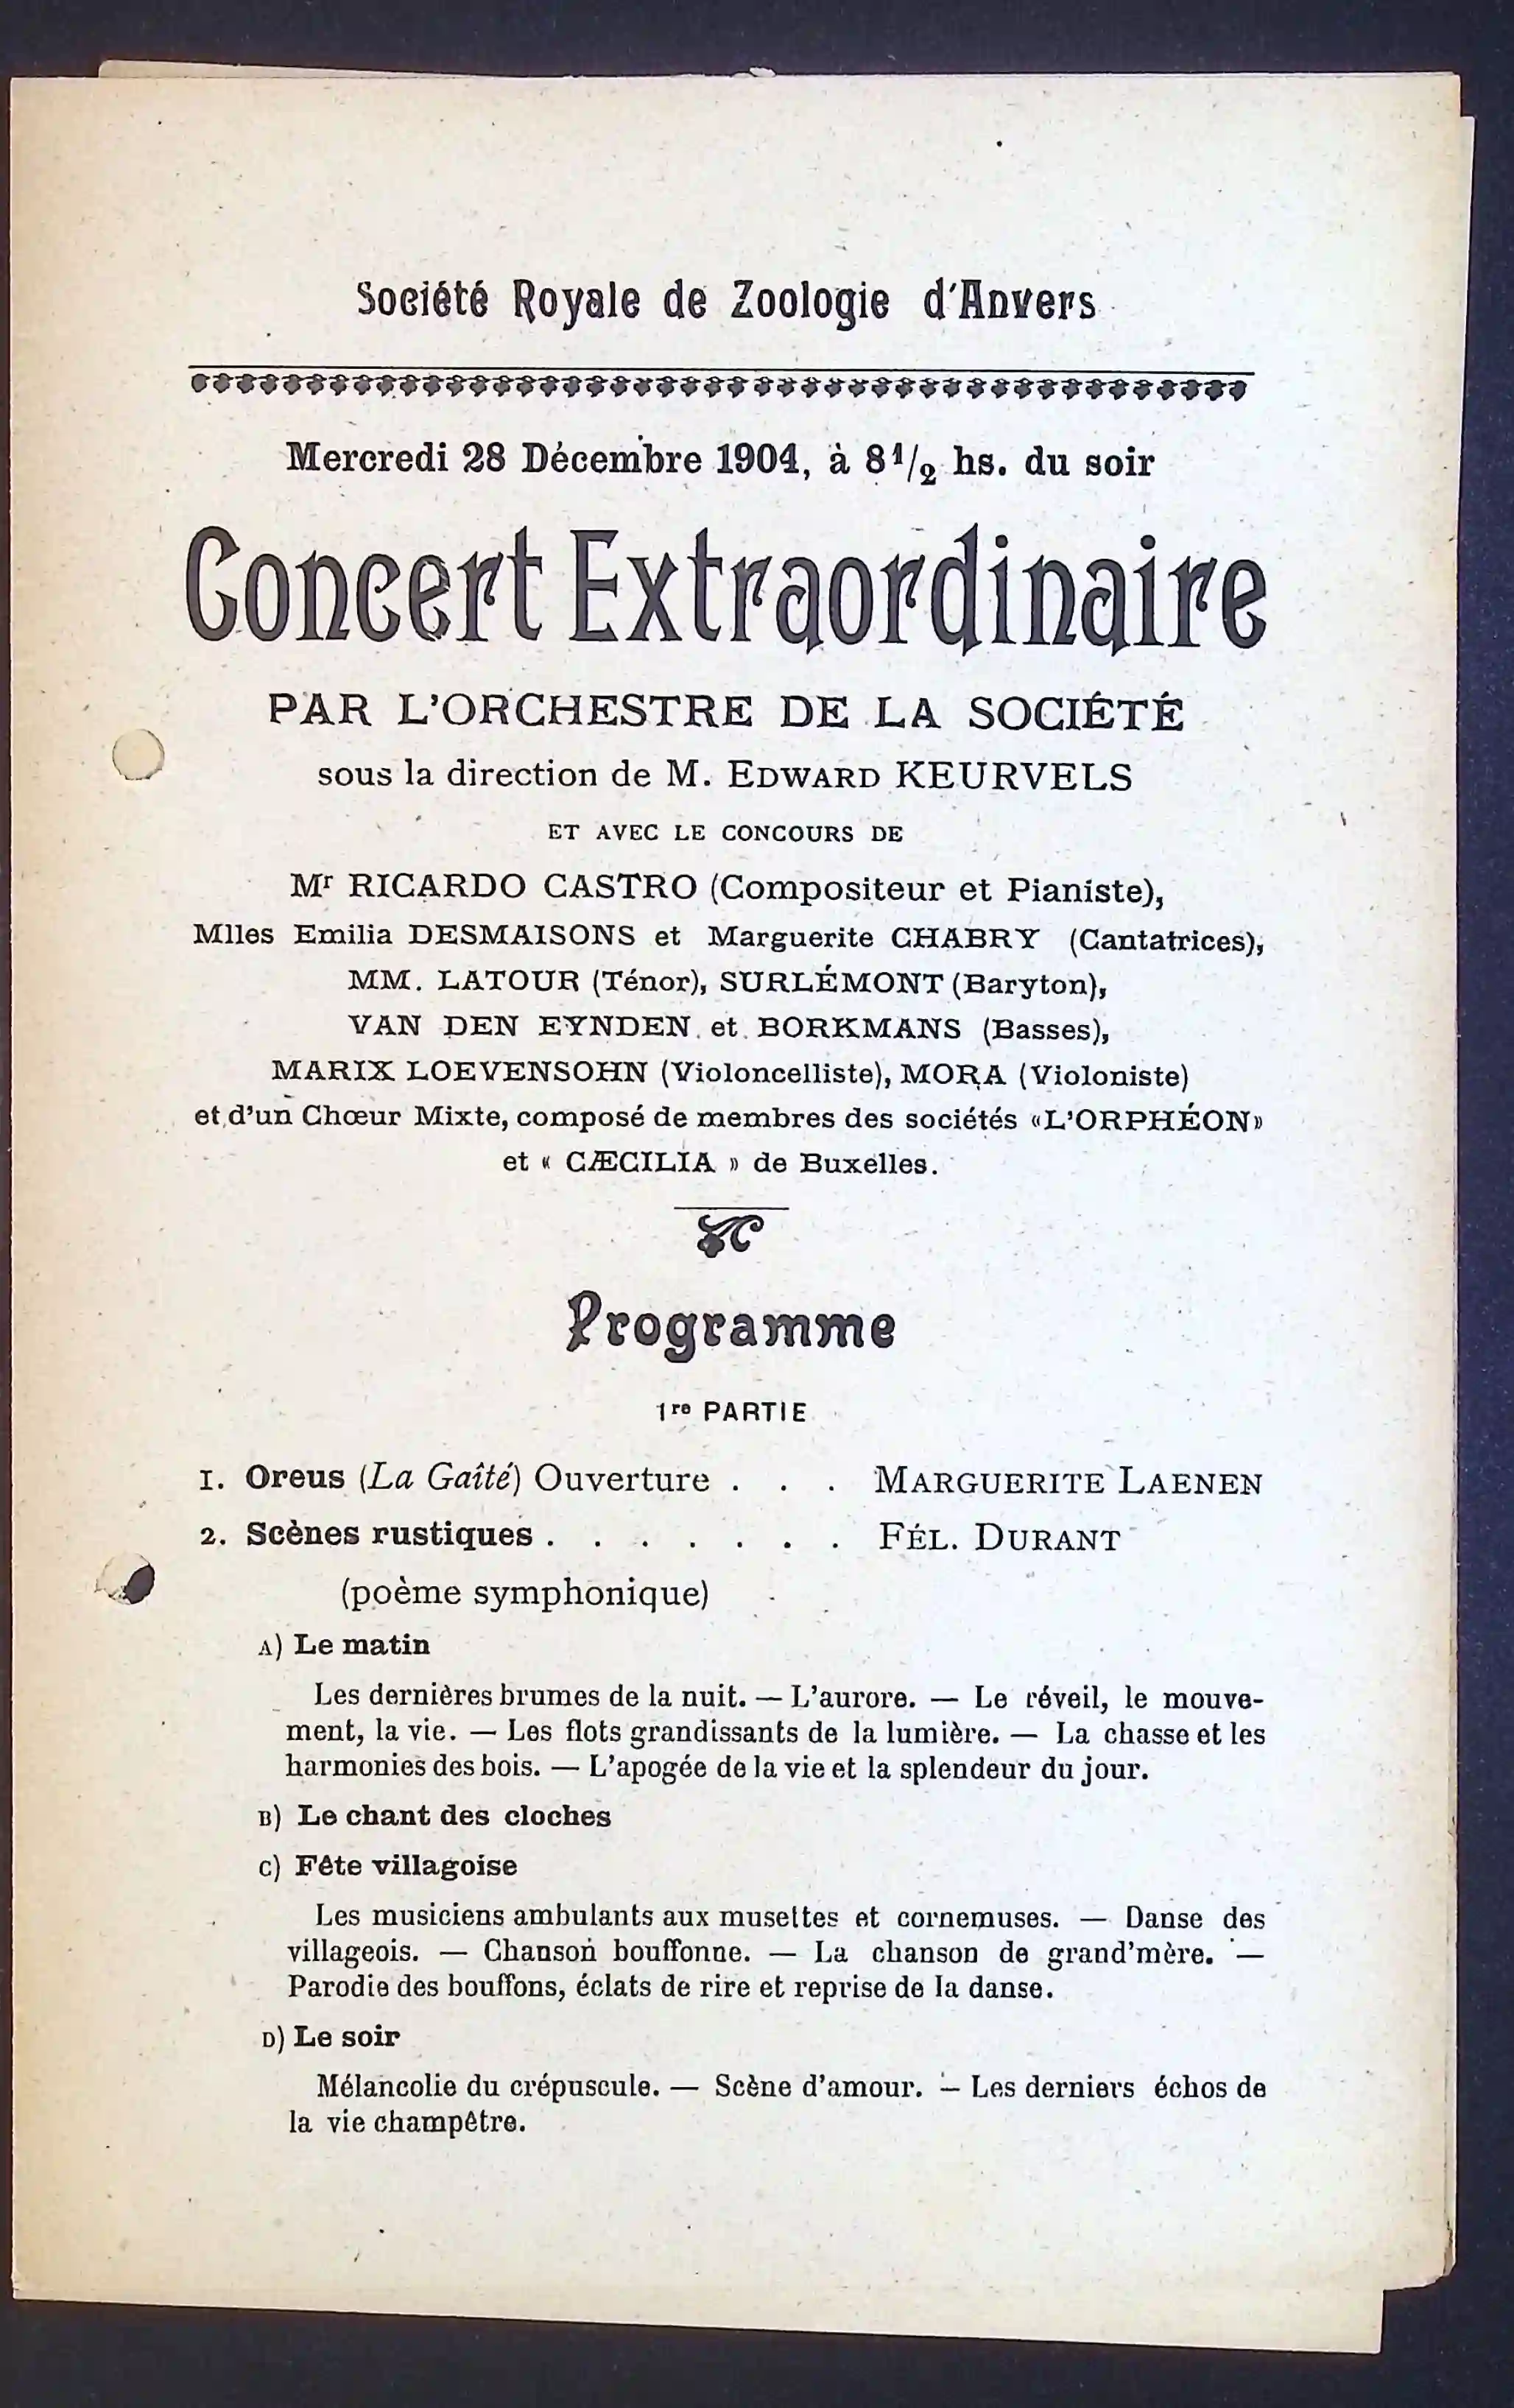 Société Royale de Zoologie d'Anvers
Mercredi 28 Décembre 1904, à 8 1/2 hs. du soir
Concert Extraordinaire
PAR L'ORCHESTRE DE LA SOCIÉTÉ
sous la direction de M. EDWARD KEURVELS
ET AVEC LE CONCOURS DE
Mr RICARDO CASTRO (Compositeur et Pianiste),
Mlles Emilia DESMAISONS et Marguerite CHABRY (Cantatrices),
MM. LATOUR (Ténor), SURLÉMONT (Baryton),
VAN DEN EYNDEN et BORKMANS (Basses),
MARIX LOEVENSOHN (Violoncelliste), MORA (Violoniste)
et d'un Chœur Mixte, composé de membres des sociétés «L'ORPHÉON»
et « CÆCILIA » de Buxelles.
Programme
1re PARTIE
1. Oreus (La Gaîté) Ouverture . . . MARGUERITE LAENEN
2. Scènes rustiques . . . . . . . FÉL. DURANT
(poème symphonique)
A) Le matin
Les dernières brumes de la nuit. — L'aurore. — Le réveil, le mouve-
ment, la vie. — Les flots grandissants de la lumière. — La chasse et les
harmonies des bois. — L'apogée de la vie et la splendeur du jour.
B) Le chant des cloches
C) Fête villagoise
Les musiciens ambulants aux musettes et cornemuses. — Danse des
villageois. — Chanson bouffonne. — La chanson de grand'mère. —
Parodie des bouffons, éclats de rire et reprise de la danse.
D) Le soir
Mélancolie du crépuscule. — Scène d'amour. — Les derniers échos de
la vie champêtre.